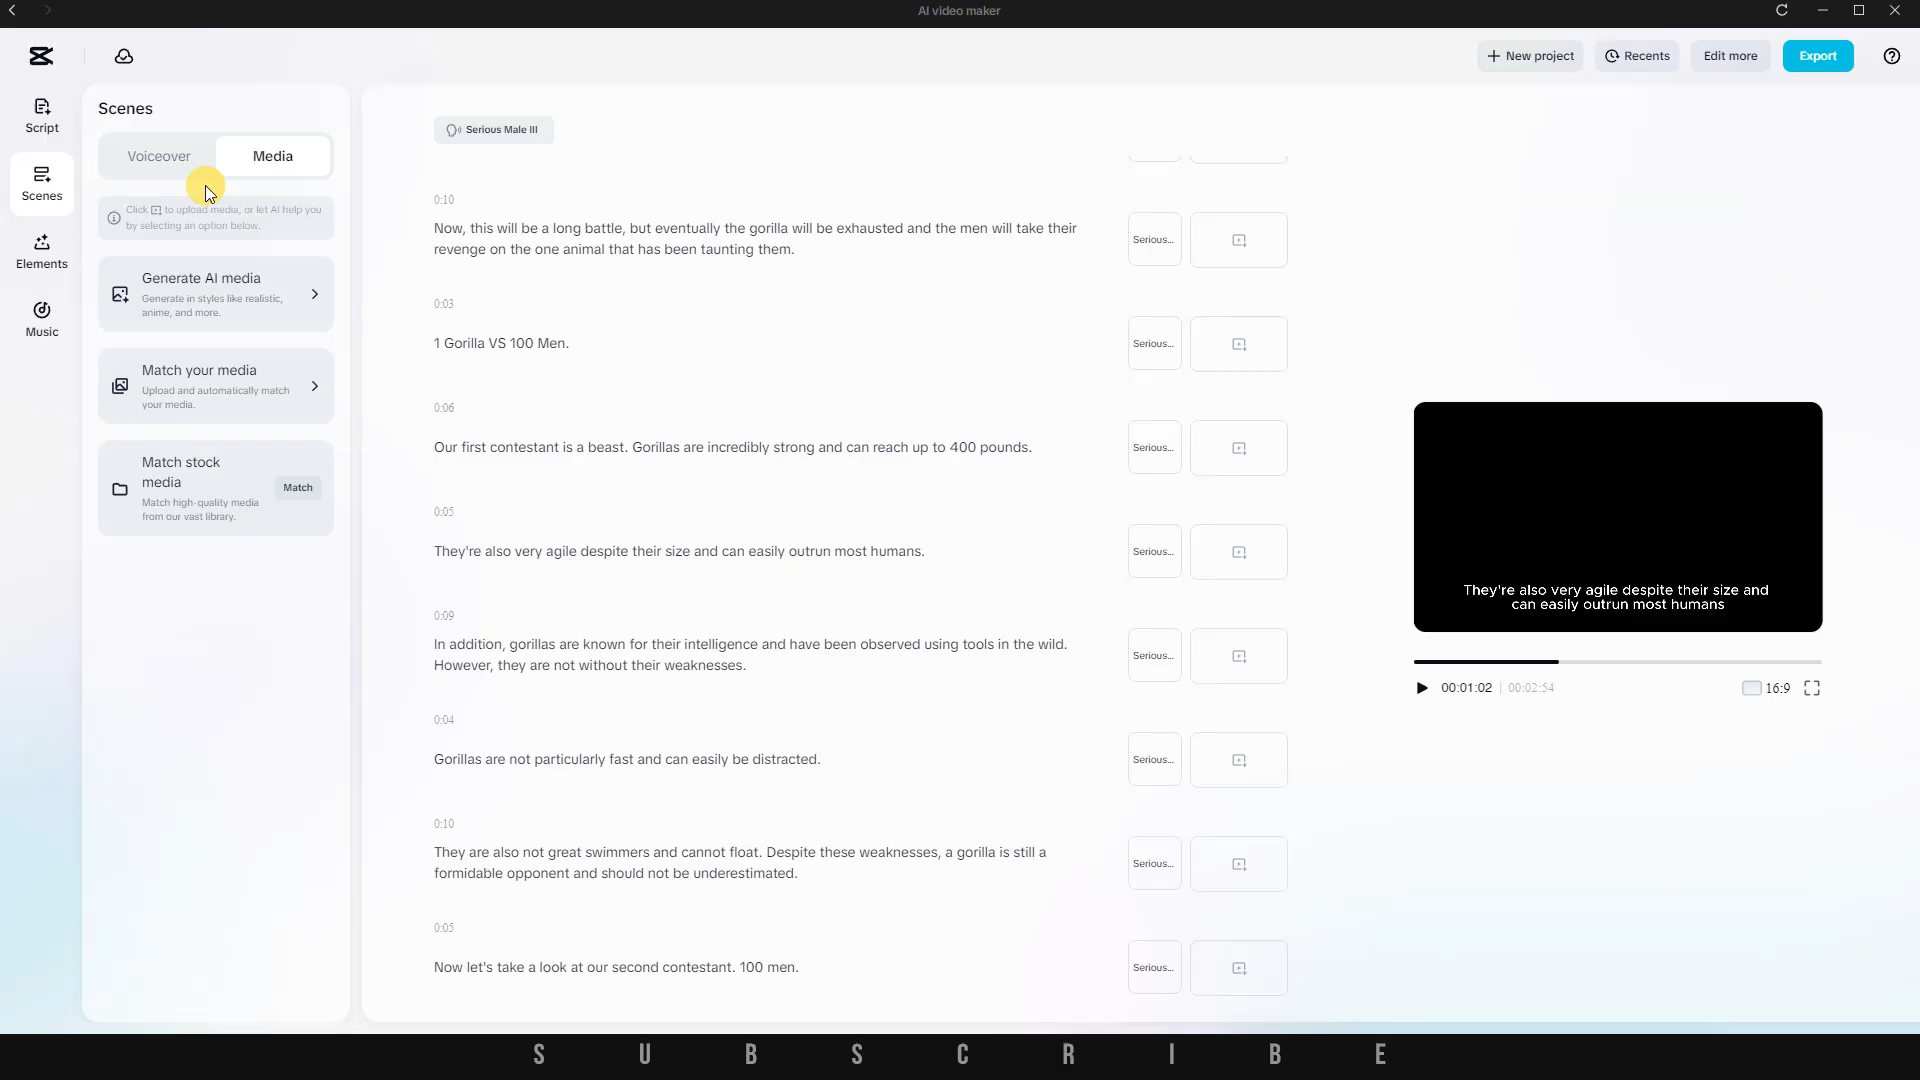 AI video maker
New project
Recents
Edit more
Export
Script
Scenes
Elements
Music
Scenes
Voiceover
Media
Click to upload media, or let AI help you
by selecting an option below.
Generate AI media
Generate in styles like realistic,
anime, and more.
Match your media
Upload and automatically match
your media.
Match stock
media
Match high-quality media
from our vast library.
Match
Serious Male III
0:10
Now, this will be a long battle, but eventually the gorilla will be exhausted and the men will take their
revenge on the one animal that has been taunting them.
Serious...
0:03
1 Gorilla VS 100 Men.
Serious...
0:06
Our first contestant is a beast. Gorillas are incredibly strong and can reach up to 400 pounds.
Serious...
0:05
They're also very agile despite their size and can easily outrun most humans.
Serious...
0:09
In addition, gorillas are known for their intelligence and have been observed using tools in the wild.
However, they are not without their weaknesses.
Serious...
0:04
Gorillas are not particularly fast and can easily be distracted.
Serious...
0:10
They are also not great swimmers and cannot float. Despite these weaknesses, a gorilla is still a
formidable opponent and should not be underestimated.
Serious...
0:05
Now let's take a look at our second contestant. 100 men.
Serious...
They're also very agile despite their size and
can easily outrun most humans
00:01:02 | 00:02:54
16:9
S U B S C R I B E